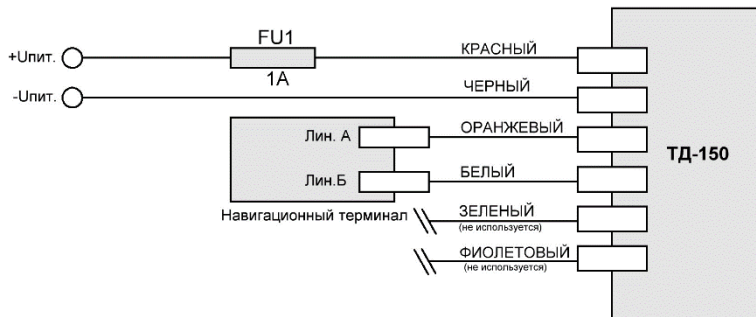 FU1
КРАСНЫЙ
+Uпит.
1А
ЧЕРНЫЙ
-Uпит.
ОРАНЖЕВЫЙ
Лин. А
ТД-150
БЕЛЫЙ
Лин.Б
Навигационный терминал
ЗЕЛЕНЫЙ
(не используется)
ФИОЛЕТОВЫЙ
(не используется)